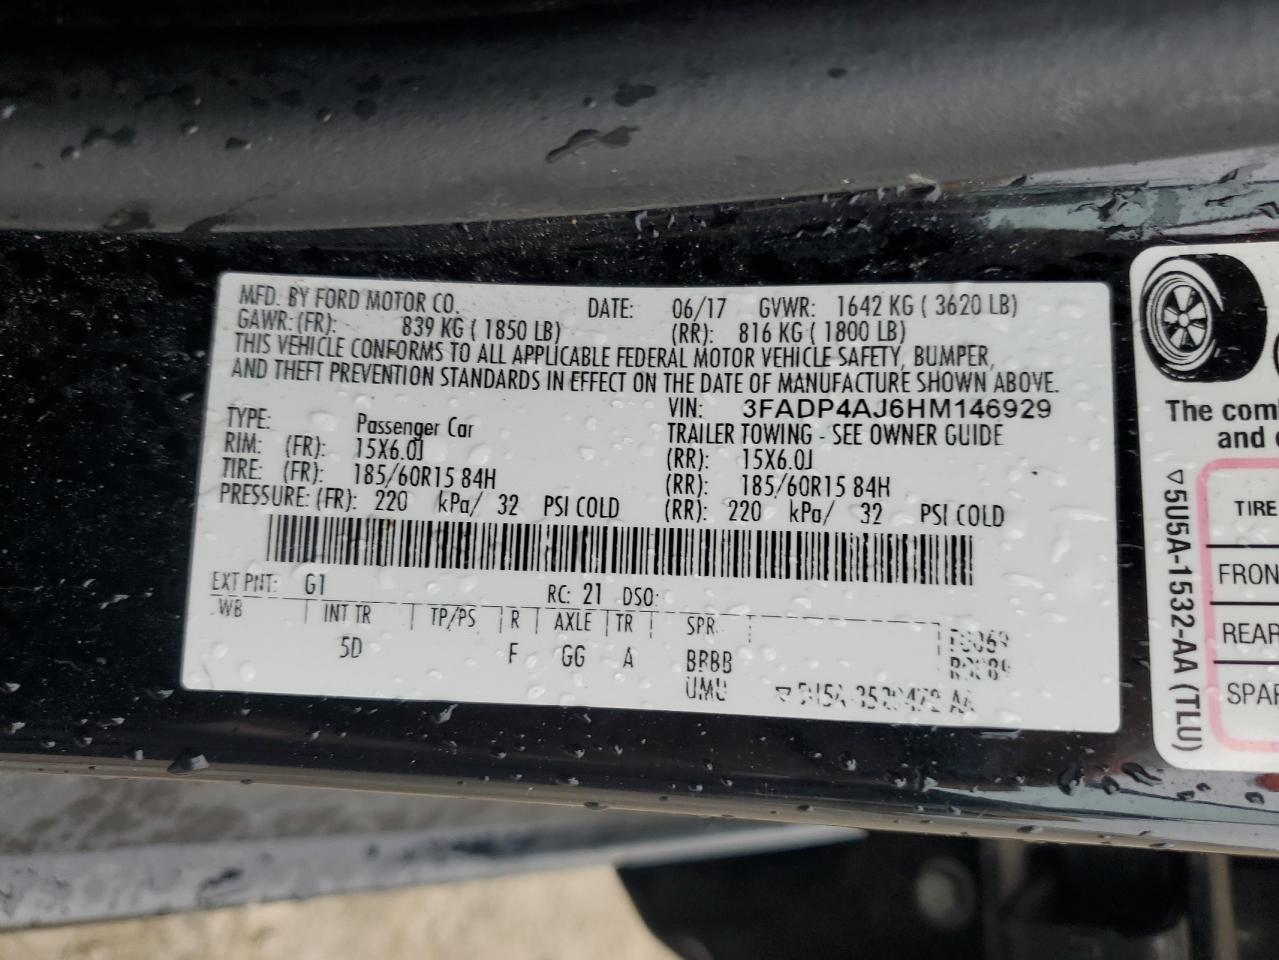 MFD. BY FORD MOTOR CO. DATE: 06/17 GVWR: 1642 KG ( 3620 LB)
GAWR: (FR): 839 KG ( 1850 LB) (RR): 816 KG ( 1800 LB)
THIS VEHICLE CONFORMS TO ALL APPLICABLE FEDERAL MOTOR VEHICLE SAFETY, BUMPER,
AND THEFT PREVENTION STANDARDS IN EFFECT ON THE DATE OF MANUFACTURE SHOWN ABOVE.
VIN: 3FADP4AJ6HM146929
TYPE: Passenger Car TRAILER TOWING - SEE OWNER GUIDE
RIM: (FR): 15X6.0J (RR): 15X6.0J
TIRE: (FR): 185/60R15 84H (RR): 185/60R15 84H
PRESSURE: (FR): 220 kPa/ 32 PSI COLD (RR): 220 kPa/ 32 PSI COLD
EXT PNT: G1 RC: 21 DSO:
WB INT TR TP/PS R AXLE TR SPR
5D F GG A BRBB
UMU
The com
and
TIRE
FRON
REAR
SPAR
▽5U5A-1532-AA (TLU)